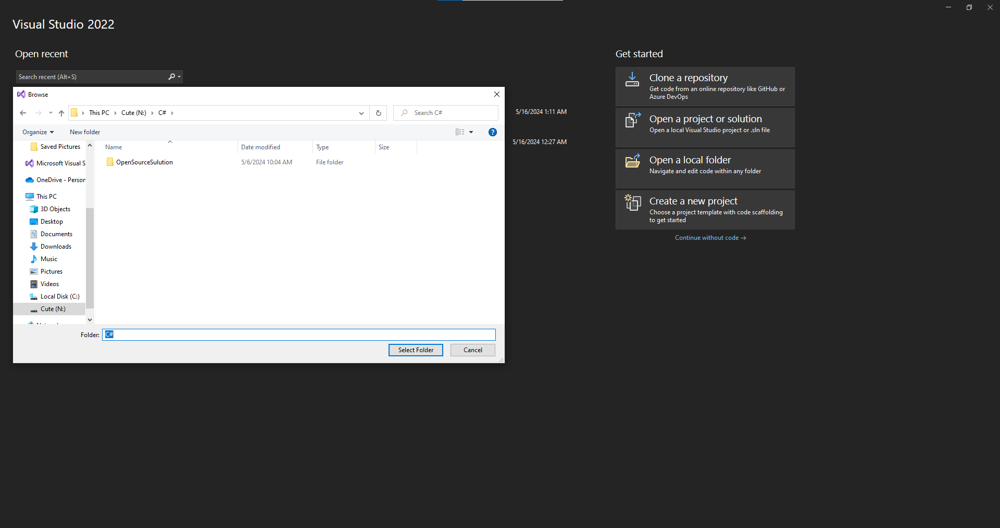 Visual Studio 2022
Open recent
Search recent (Alt+S)
Browse
This PC
Cute (N:)
C#
Search C#
Organize
New folder
Saved Pictures
Microsoft Visual S
OneDrive - Person
This PC
3D Objects
Desktop
Documents
Downloads
Music
Pictures
Videos
Local Disk (C:)
Cute (N:)
Name
Date modified
Type
Size
OpenSourceSulution
5/6/2024 10:04 AM
File folder
Folder:
C#
Select Folder
Cancel
5/16/2024 1:11 AM
5/16/2024 12:27 AM
Get started
Clone a repository
Get code from an online repository like GitHub or
Azure DevOps
Open a project or solution
Open a local Visual Studio project or .sln file
Open a local folder
Navigate and edit code within any folder
Create a new project
Choose a project template with code scaffolding
to get started
Continue without code →